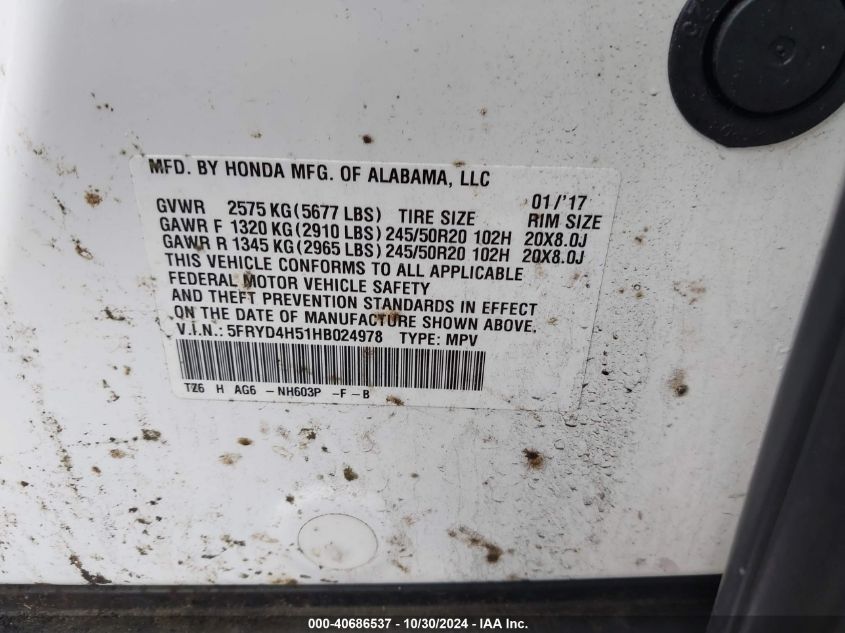 MFD. BY HONDA MFG. OF ALABAMA, LLC
01/'17
GVWR 2575 KG(5677 LBS) TIRE SIZE RIM SIZE
GAWR F 1320 KG(2910 LBS) 245/50R20 102H 20X8.0J
GAWR R 1345 KG(2965 LBS) 245/50R20 102H 20X8.0J
THIS VEHICLE CONFORMS TO ALL APPLICABLE
FEDERAL MOTOR VEHICLE SAFETY
AND THEFT PREVENTION STANDARDS IN EFFECT
ON THE DATE OF MANUFACTURE SHOWN ABOVE.
V.I.N.: 5FRYD4H51HB024978 TYPE: MPV
TZ6 H AG6 -NH603P -F-B
000-40686537 - 10/30/2024 - IAA Inc.